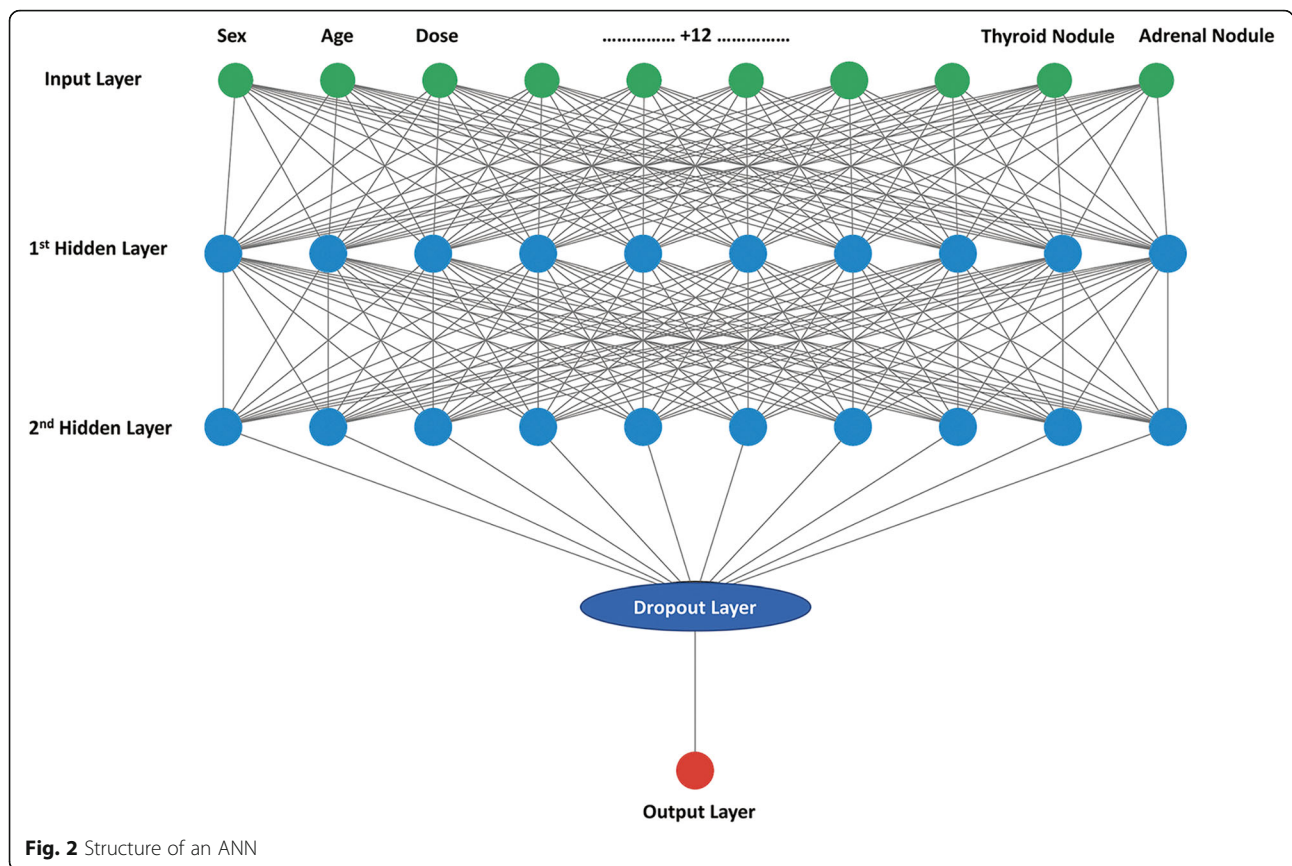 Sex Age Dose …………… +12 …………… Thyroid Nodule Adrenal Nodule
Input Layer
1st Hidden Layer
2nd Hidden Layer
Dropout Layer
Output Layer
Fig. 2 Structure of an ANN